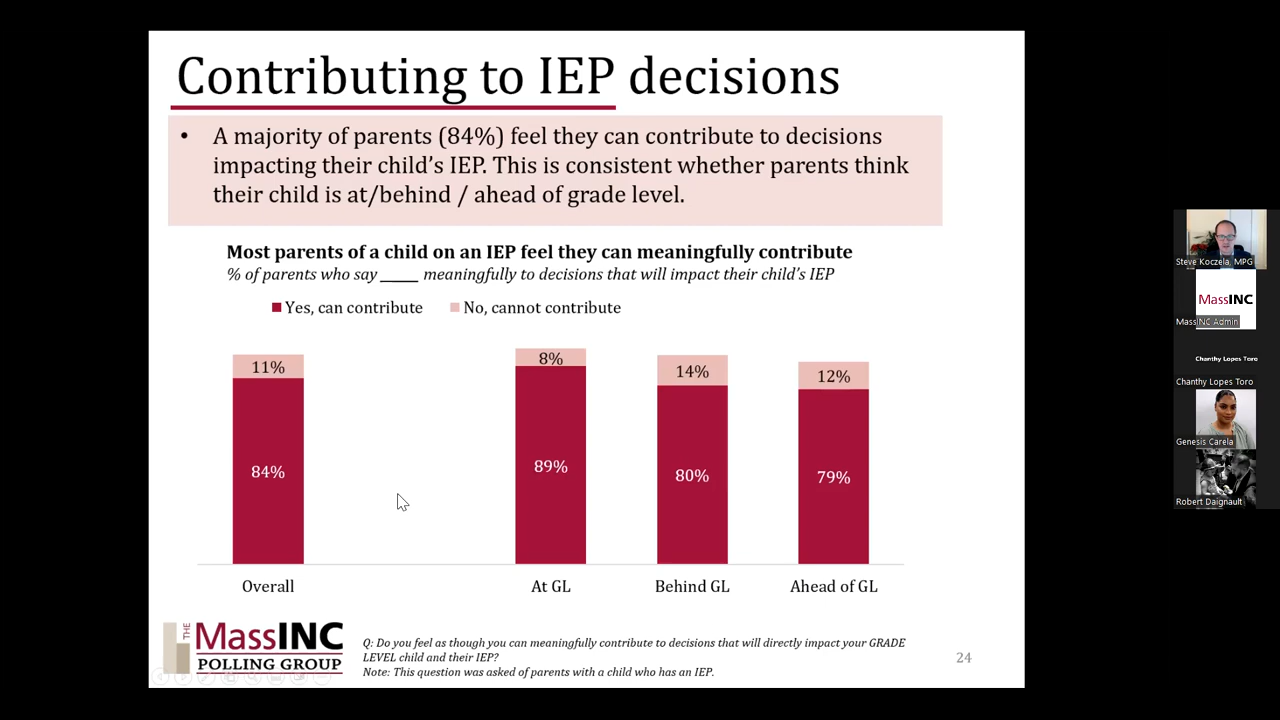 Contributing to IEP decisions
• A majority of parents (84%) feel they can contribute to decisions
impacting their child’s IEP. This is consistent whether parents think
their child is at/behind / ahead of grade level.
Most parents of a child on an IEP feel they can meaningfully contribute
% of parents who say _____ meaningfully to decisions that will impact their child’s IEP
Yes, can contribute No, cannot contribute
11% 8% 14% 12%
84% 89% 80% 79%
Overall At GL Behind GL Ahead of GL
THE MassINC
POLLING GROUP
Q: Do you feel as though you can meaningfully contribute to decisions that will directly impact your GRADE
LEVEL child and their IEP?
Note: This question was asked of parents with a child who has an IEP.
24
Steve Koczela, MPG
MassINC
MassINC Admin
Chanthy Lopes Toro
Chanthy Lopes Toro
Genesis Carela
Robert Daignault